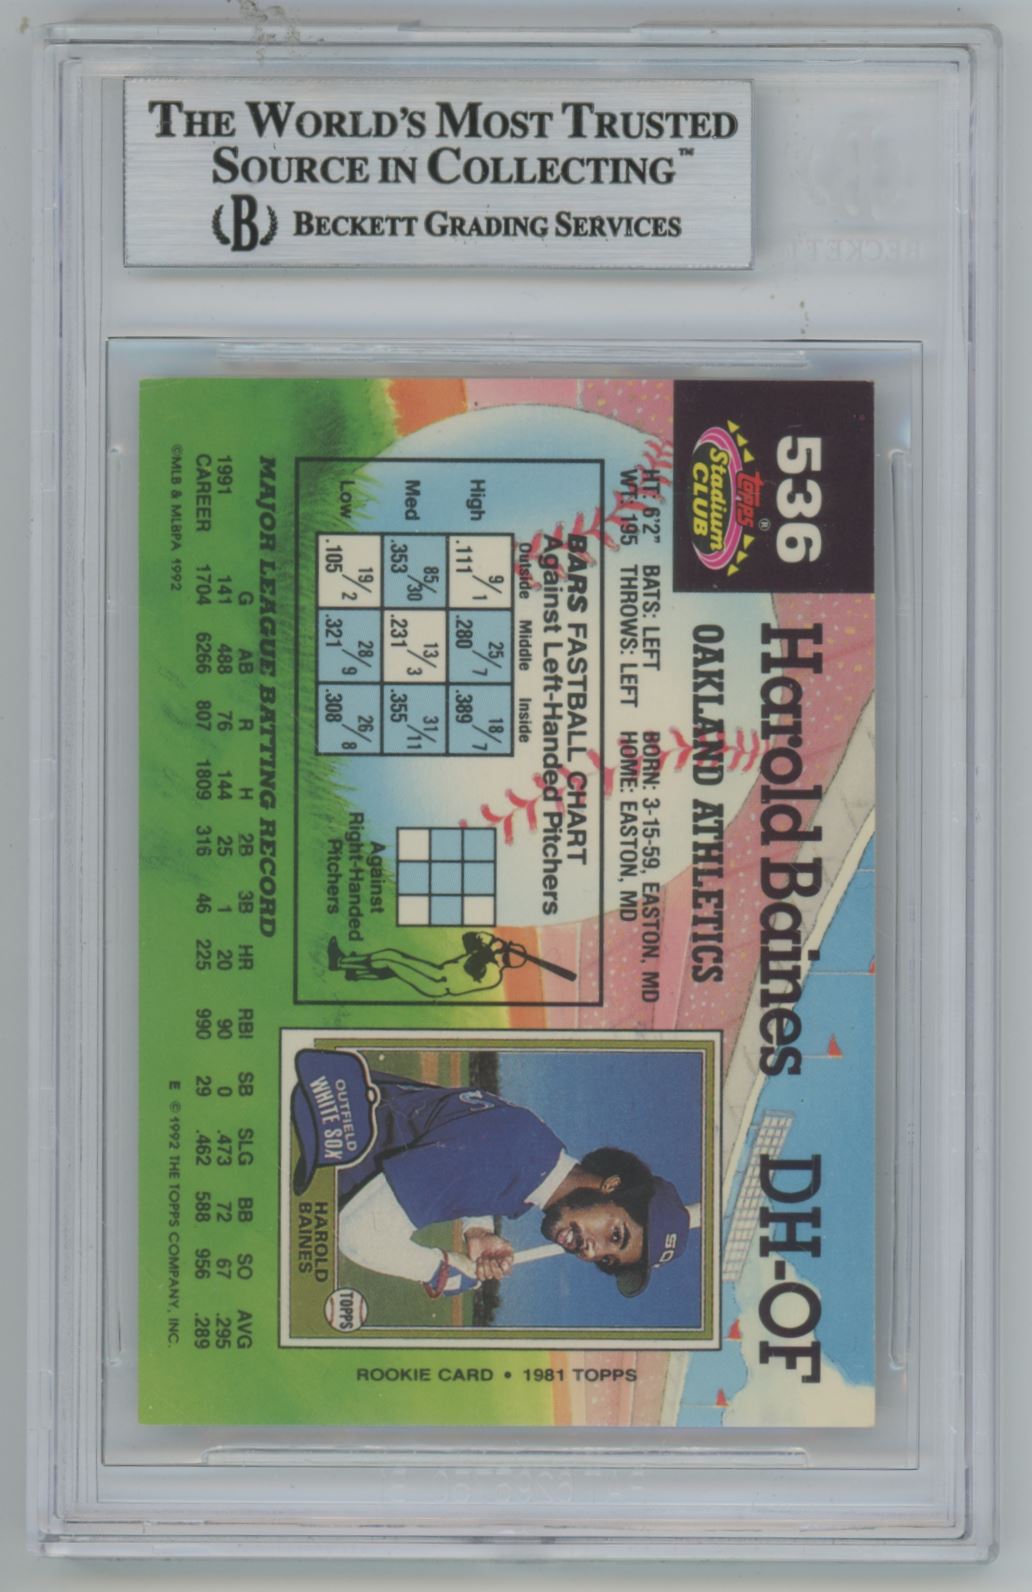 THE WORLD'S MOST TRUSTED
SOURCE IN COLLECTING™
B BECKETT GRADING SERVICES
BECKETT
536
Topps®
Stadium
CLUB
Harold Baines DH-OF
OAKLAND ATHLETICS
HT: 6'2" BATS: LEFT BORN: 3-15-59, EASTON, MD
WT: 195 THROWS: LEFT HOME: EASTON, MD
BARS FASTBALL CHART
Against Left-Handed Pitchers
Outside Middle Inside
High 9/1 .111 25/7 .280 18/7 .389
Med 85/30 .353 13/3 .231 31/11 .355
Low 19/2 .105 28/9 .321 26/8 .308
Against
Right-Handed
Pitchers
SOX
OUTFIELD
WHITE SOX
HAROLD
BAINES
TOPPS
ROOKIE CARD • 1981 TOPPS
MAJOR LEAGUE BATTING RECORD
G AB R H 2B 3B HR RBI SB SLG BB SO AVG
1991 141 488 76 144 25 1 20 90 0 .473 72 67 .295
CAREER 1704 6266 807 1809 316 46 225 990 29 .462 588 956 .289
©MLB & MLBPA 1992 E ©1992 THE TOPPS COMPANY, INC.